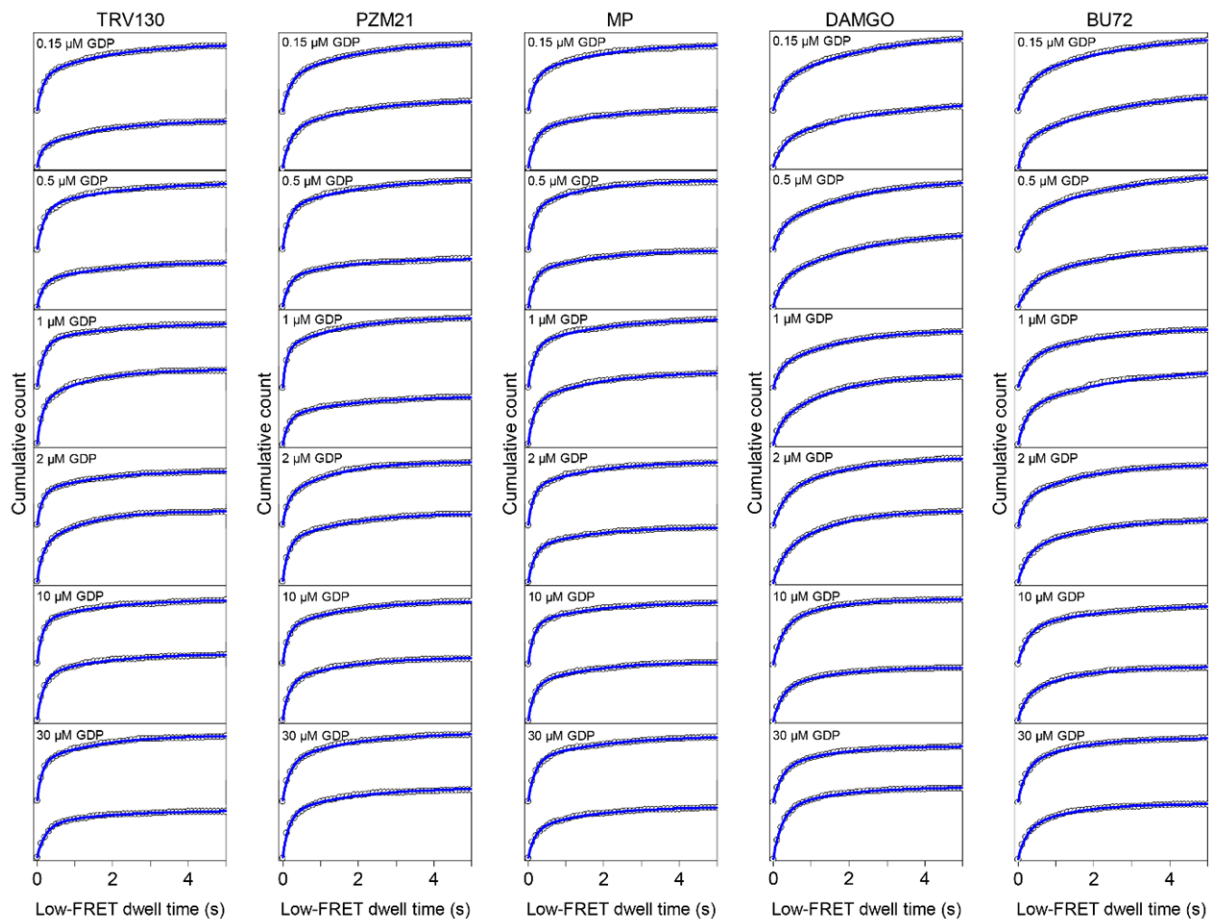 TRV130
PZM21
MP
DAMGO
BU72
0.15 µM GDP
0.15 µM GDP
0.15 µM GDP
0.15 µM GDP
0.15 µM GDP
0.5 µM GDP
0.5 µM GDP
0.5 µM GDP
0.5 µM GDP
0.5 µM GDP
1 µM GDP
1 µM GDP
1 µM GDP
1 µM GDP
1 µM GDP
2 µM GDP
2 µM GDP
2 µM GDP
2 µM GDP
2 µM GDP
10 µM GDP
10 µM GDP
10 µM GDP
10 µM GDP
10 µM GDP
30 µM GDP
30 µM GDP
30 µM GDP
30 µM GDP
30 µM GDP
Cumulative count
Cumulative count
Cumulative count
Cumulative count
Cumulative count
0 2 4
0 2 4
0 2 4
0 2 4
0 2 4
Low-FRET dwell time (s)
Low-FRET dwell time (s)
Low-FRET dwell time (s)
Low-FRET dwell time (s)
Low-FRET dwell time (s)